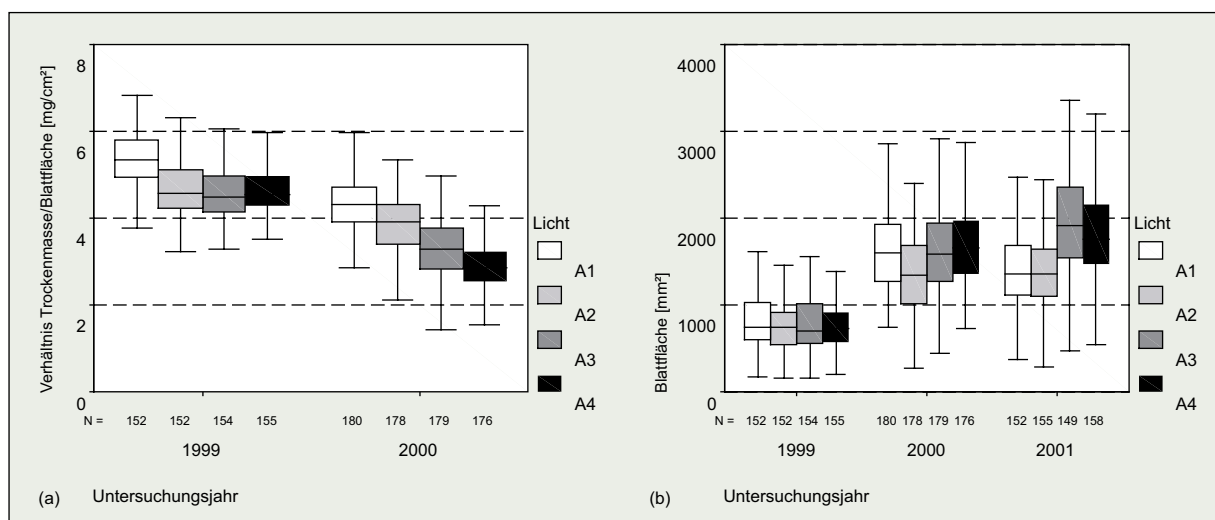 Verhältnis Trockenmasse/Blattfläche [mg/cm²]
8
6
4
2
0
N = 152 152 154 155 180 178 179 176
1999 2000
(a) Untersuchungsjahr
Licht
A1
A2
A3
A4
Blattfläche [mm²]
4000
3000
2000
1000
0
N = 152 152 154 155 180 178 179 176 152 155 149 158
1999 2000 2001
(b) Untersuchungsjahr
Licht
A1
A2
A3
A4